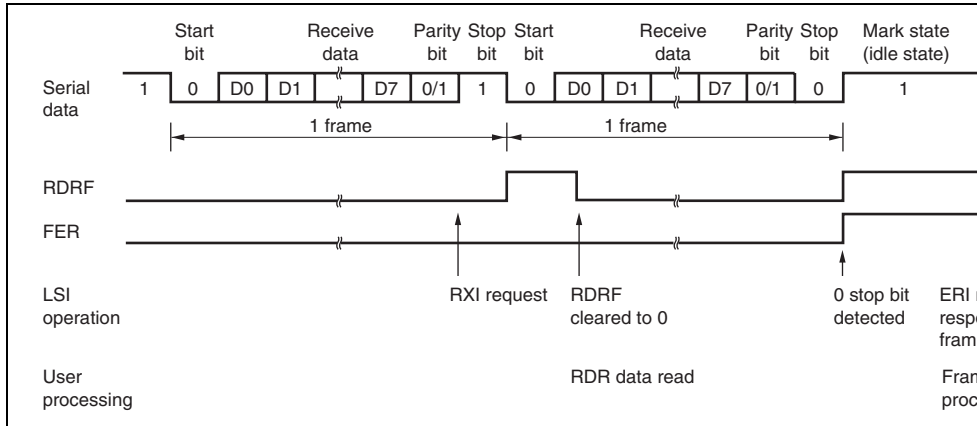 Start bit
Receive data
Parity bit
Stop bit
Start bit
Receive data
Parity bit
Stop bit
Mark state (idle state)
Serial data
1 0 D0 D1 D7 0/1 1 0 D0 D1 D7 0/1 0 1
1 frame 1 frame
RDRF
FER
LSI operation
RXI request
RDRF cleared to 0
0 stop bit detected
ERI
User processing
RDR data read